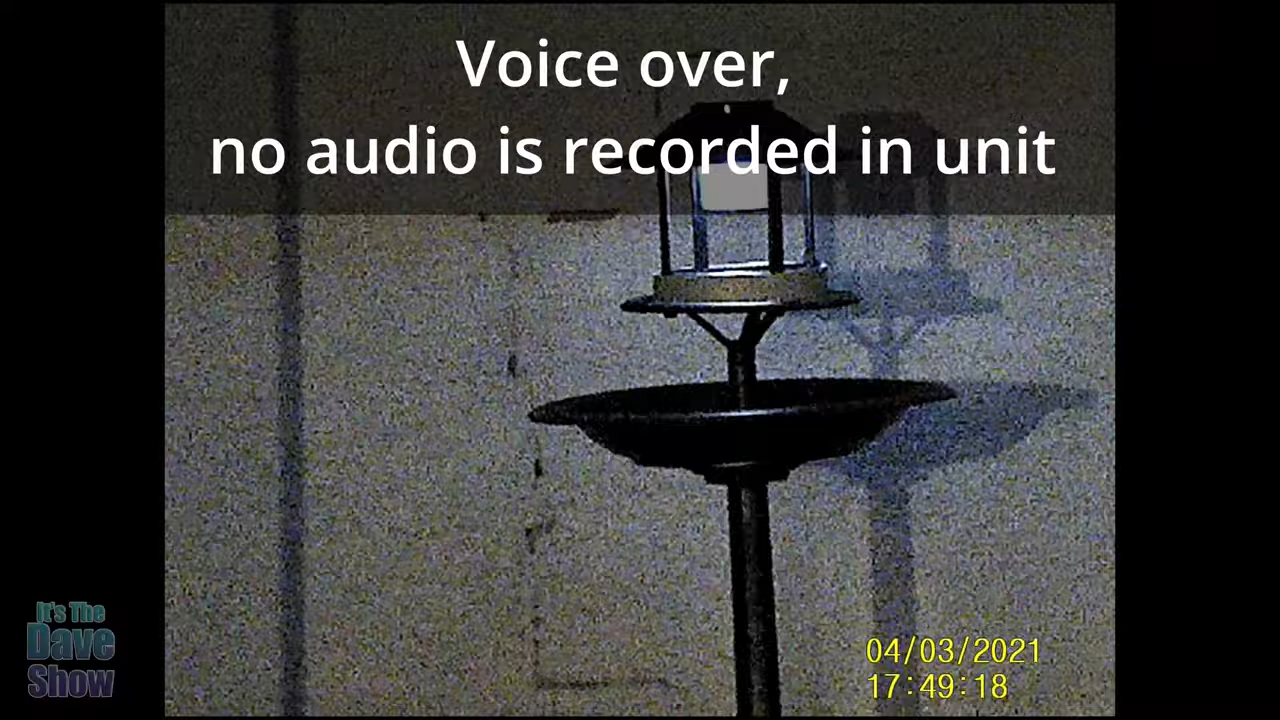 Voice over,
no audio is recorded in unit
04/03/2021
17:49:18
It's The
Dave
Show